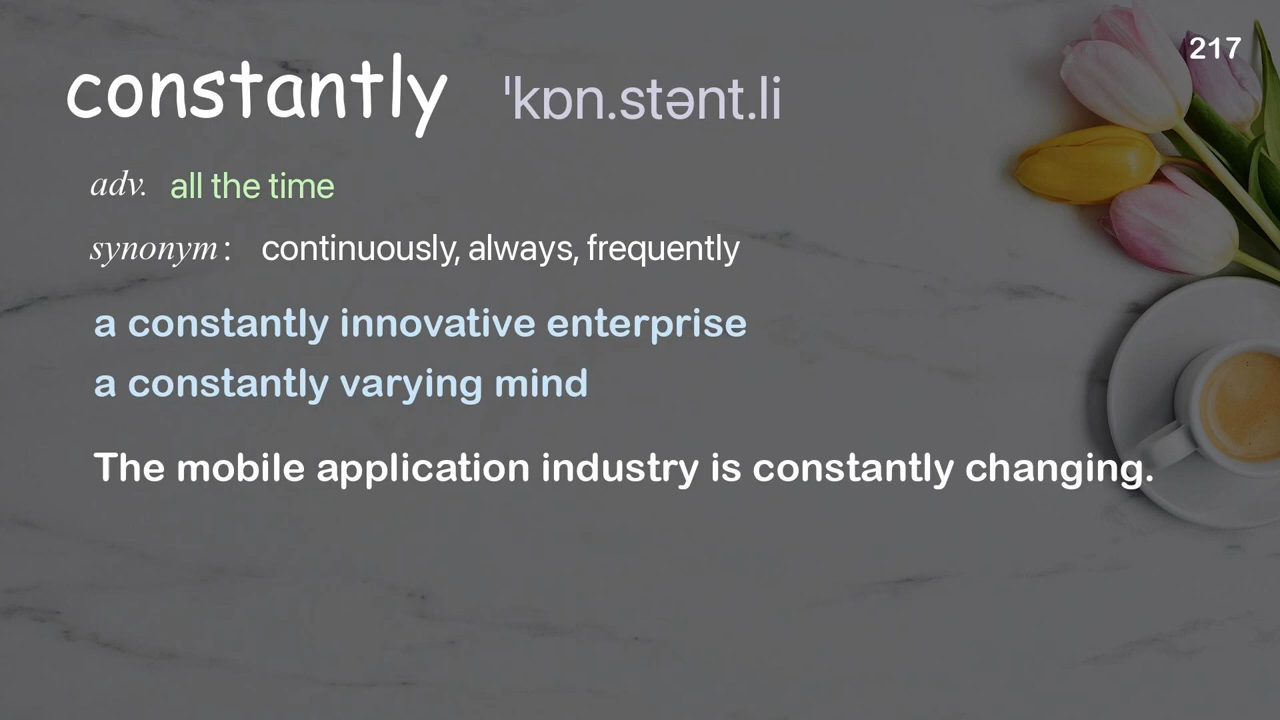 217
constantly ˈkɒn.stənt.li
adv. all the time
synonym: continuously, always, frequently
a constantly innovative enterprise
a constantly varying mind
The mobile application industry is constantly changing.